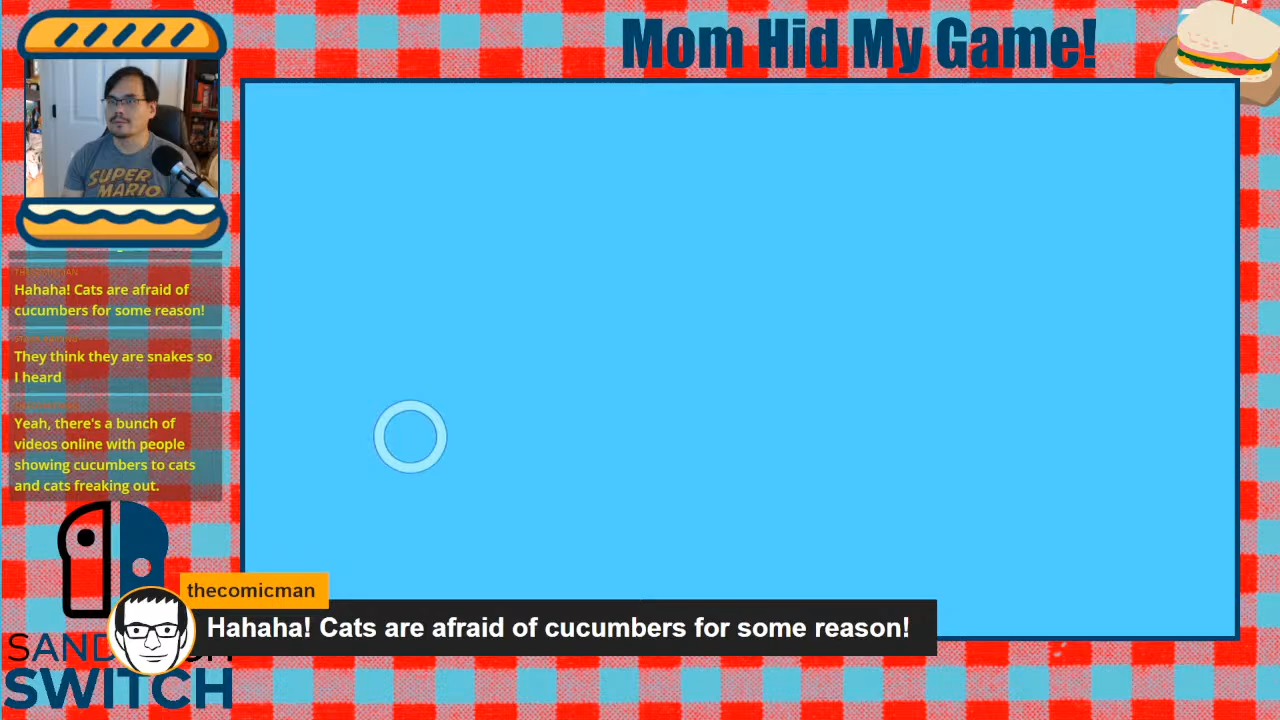 Mom Hid My Game!
SUPER
MARIO
Hahaha! Cats are afraid of
cucumbers for some reason!
They think they are snakes so
I heard
Yeah, there's a bunch of
videos online with people
showing cucumbers to cats
and cats freaking out.
thecomicman
Hahaha! Cats are afraid of cucumbers for some reason!
SWITCH